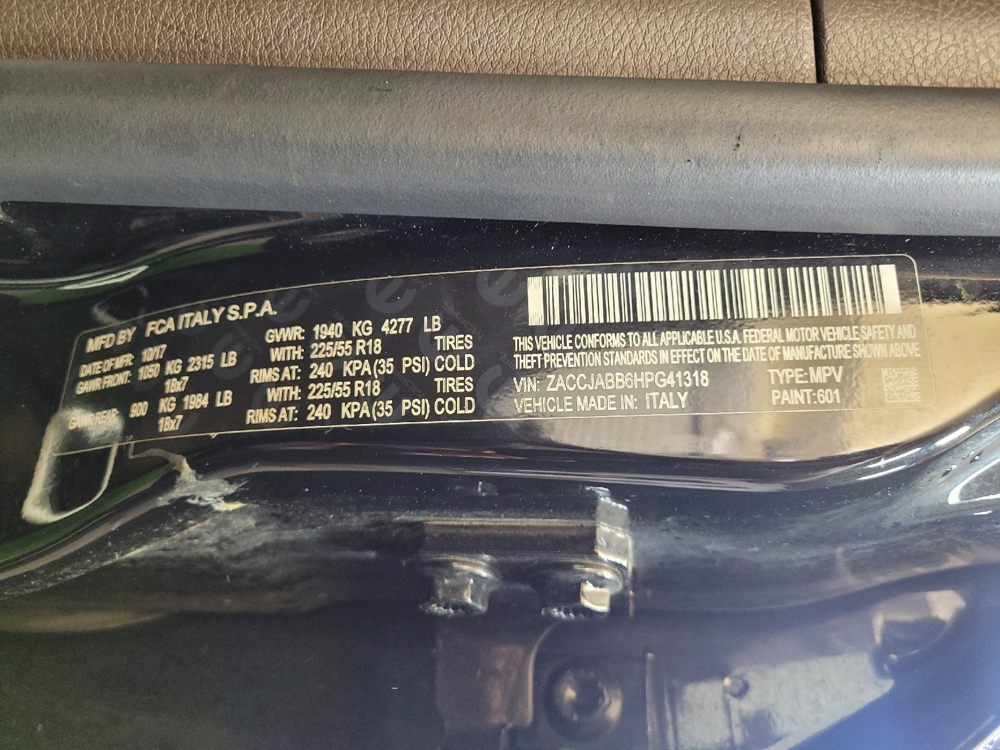 MFD BY FCA ITALY S.P.A.
DATE OF MFR: 10/17 GVWR: 1940 KG 4277 LB
GAWR FRONT: 1050 KG 2315 LB WITH: 225/55 R18 TIRES
18x7 RIMS AT: 240 KPA(35 PSI) COLD
GAWR REAR: 900 KG 1984 LB WITH: 225/55 R18 TIRES
18x7 RIMS AT: 240 KPA(35 PSI) COLD
THIS VEHICLE CONFORMS TO ALL APPLICABLE U.S.A. FEDERAL MOTOR VEHICLE SAFETY AND
THEFT PREVENTION STANDARDS IN EFFECT ON THE DATE OF MANUFACTURE SHOWN ABOVE
VIN: ZACCJABB6HPG41318 TYPE: MPV
VEHICLE MADE IN: ITALY PAINT: 601